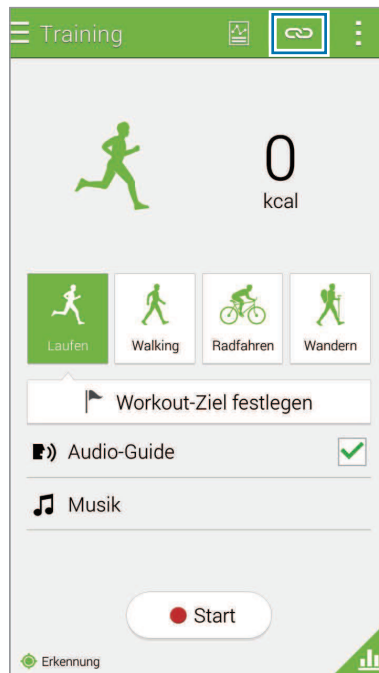 Training
0
kcal
Laufen
Walking
Radfahren
Wandern
Workout-Ziel festlegen
Audio-Guide
Musik
Start
Erkennung